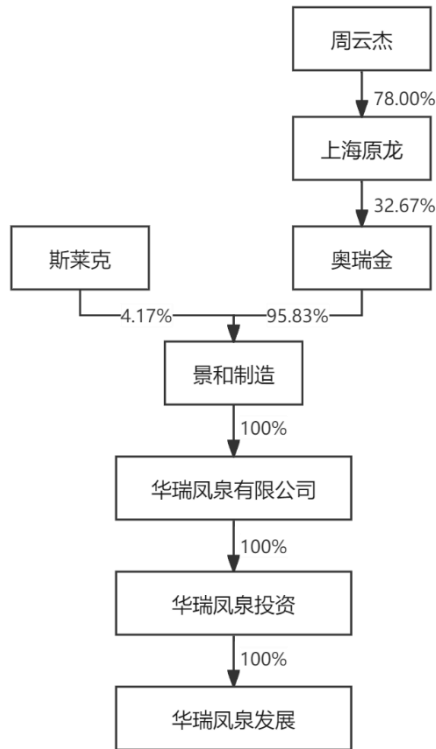 周云杰
78.00%
上海原龙
32.67%
斯莱克
奥瑞金
4.17%
95.83%
景和制造
100%
华瑞凤泉有限公司
100%
华瑞凤泉投资
100%
华瑞凤泉发展